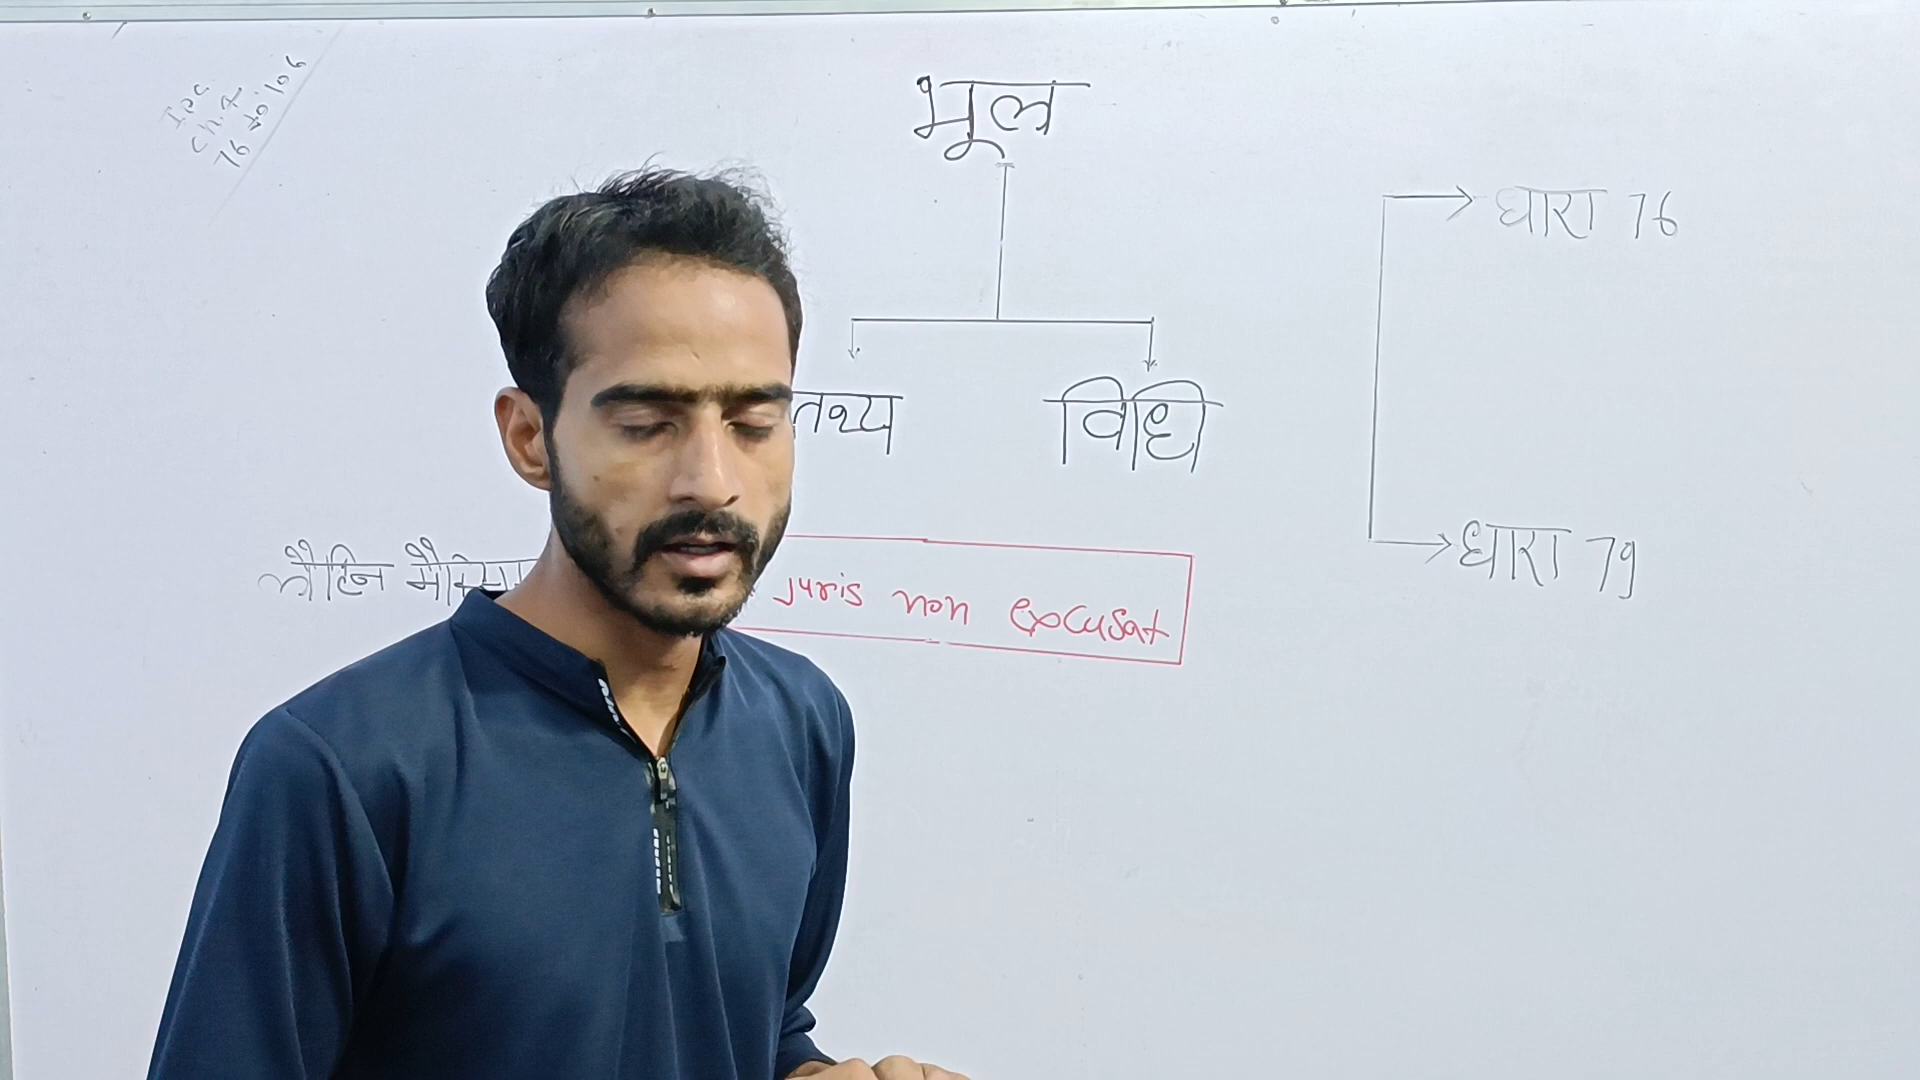 I.P.C.
Ch. 4
76 to 106
भूल
धारा 76
तथ्य विधि
लैटिन
juris non excusat
धारा 79